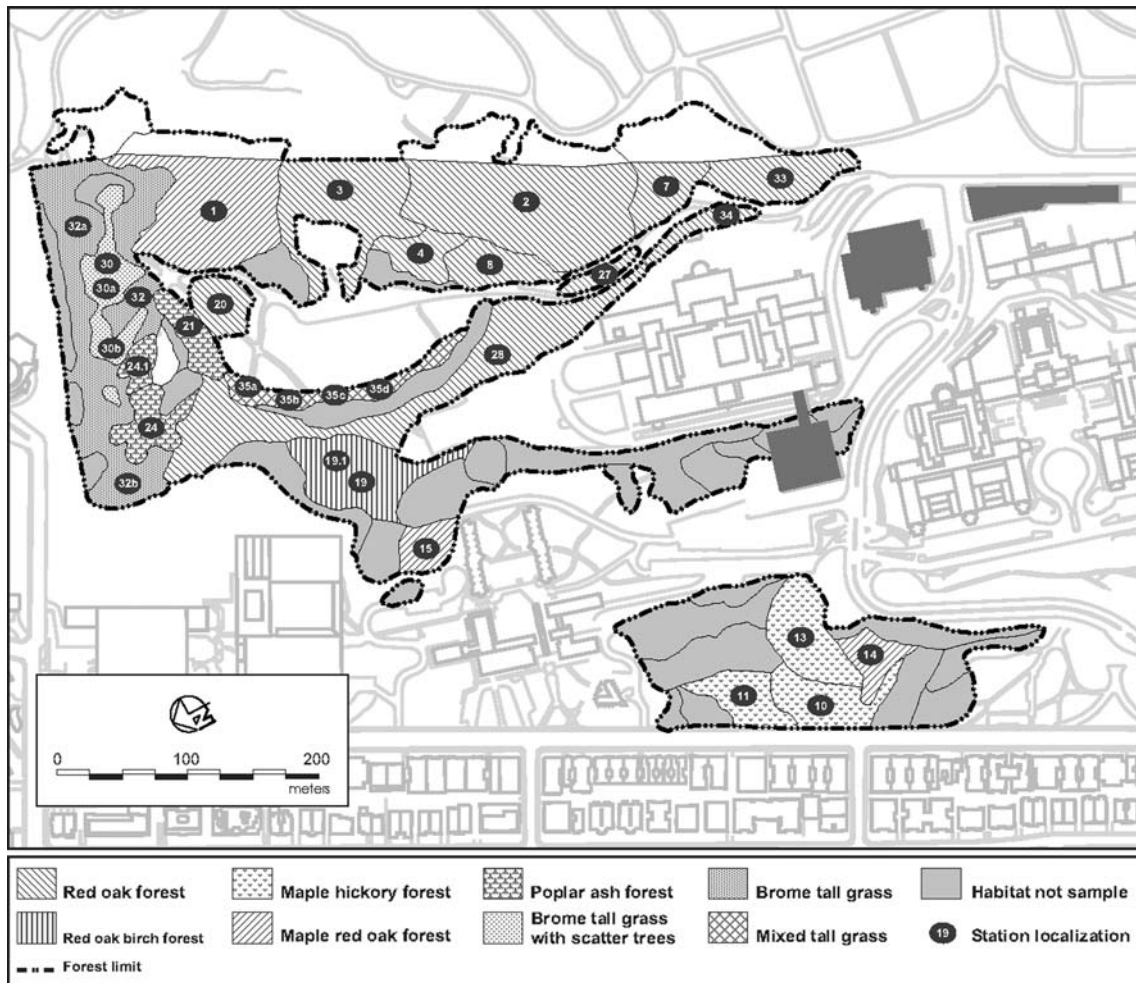 33
3
7
2
1
34
32a
4
8
30
27
30a
32
20
21
28
30b
24.1
35a
35c
35d
35b
24
19.1
19
32b
15
13
14
11
10
0 100 200
meters
Red oak forest
Maple hickory forest
Poplar ash forest
Brome tall grass
Habitat not sample
Red oak birch forest
Maple red oak forest
Brome tall grass
with scatter trees
Mixed tall grass
19 Station localization
Forest limit